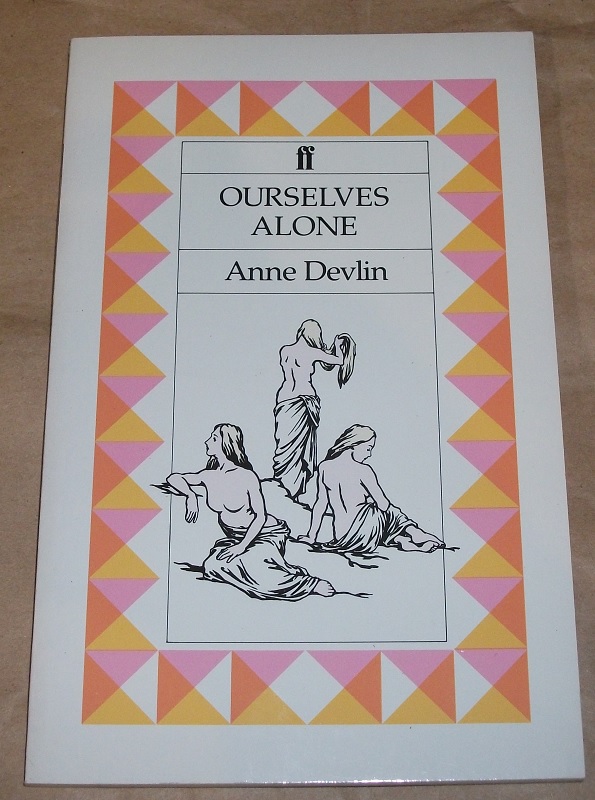 ff
OURSELVES
ALONE
Anne Devlin